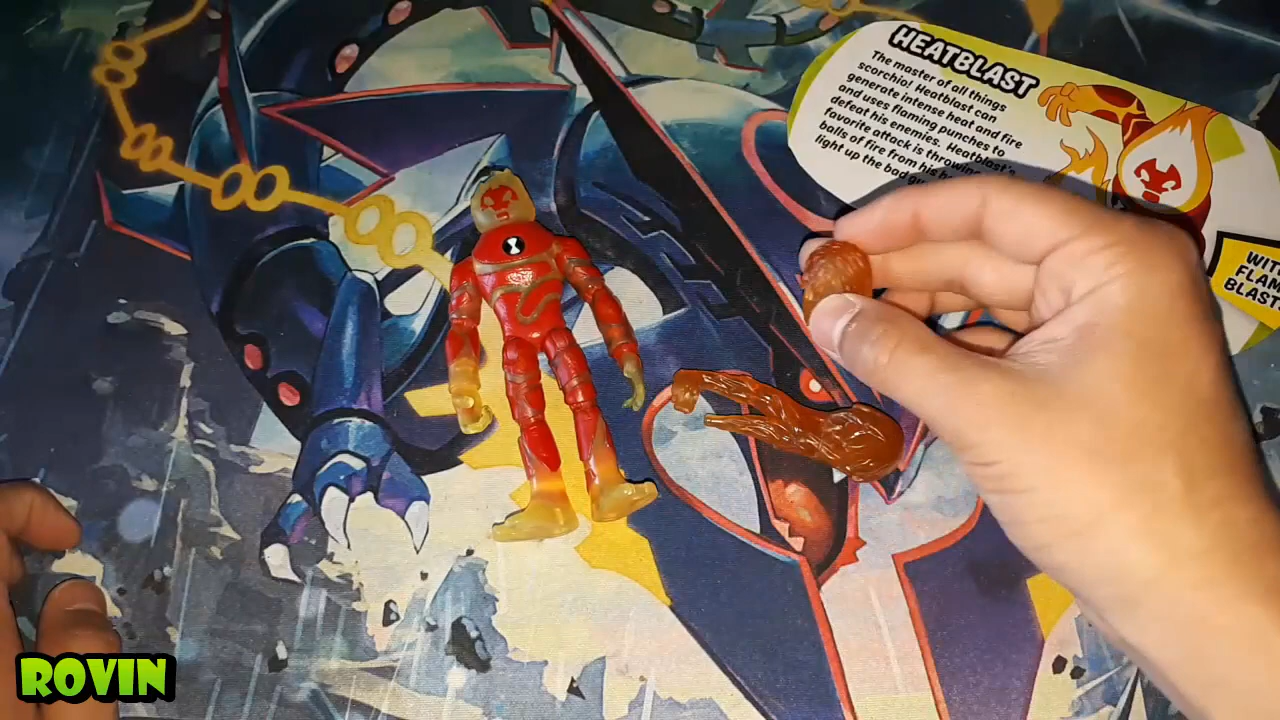 HEATBLAST
The master of all things
scorchio! Heatblast can
generate intense heat and fire
and uses flaming punches to
defeat his enemies. Heatblast's
favorite attack is throwing
balls of fire from his
light up the bad
WITH
BLAST
ROVIN